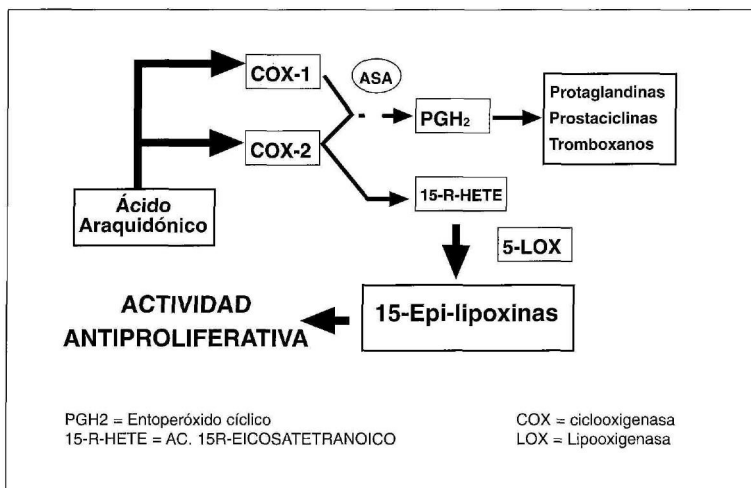 COX-1
ASA
Protaglandinas
Prostaciclinas
Tromboxanos
PGH₂
COX-2
Ácido
Araquidónico
15-R-HETE
5-LOX
15-Epi-lipoxinas
ACTIVIDAD
ANTIPROLIFERATIVA
PGH2 = Entoperóxido cíclico
15-R-HETE = AC. 15R-EICOSATETRANOICO
COX = ciclooxigenasa
LOX = Lipooxigenasa